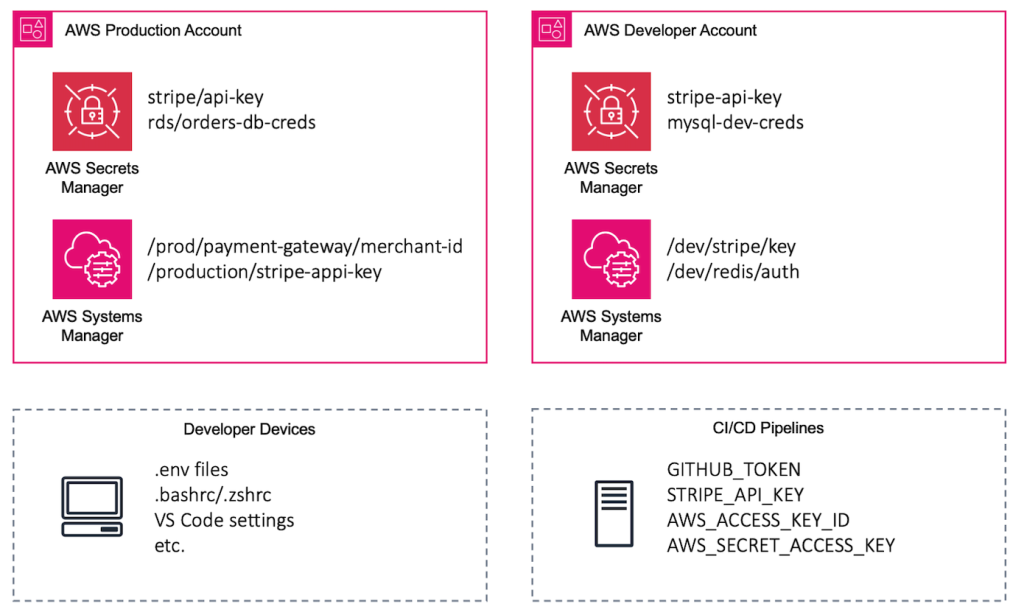 AWS Production Account
stripe/api-key
rds/orders-db-creds
AWS Secrets
Manager
/prod/payment-gateway/merchant-id
/production/stripe-appi-key
AWS Systems
Manager
AWS Developer Account
stripe-api-key
mysql-dev-creds
AWS Secrets
Manager
/dev/stripe/key
/dev/redis/auth
AWS Systems
Manager
Developer Devices
.env files
.bashrc/.zshrc
VS Code settings
etc.
CI/CD Pipelines
GITHUB_TOKEN
STRIPE_API_KEY
AWS_ACCESS_KEY_ID
AWS_SECRET_ACCESS_KEY